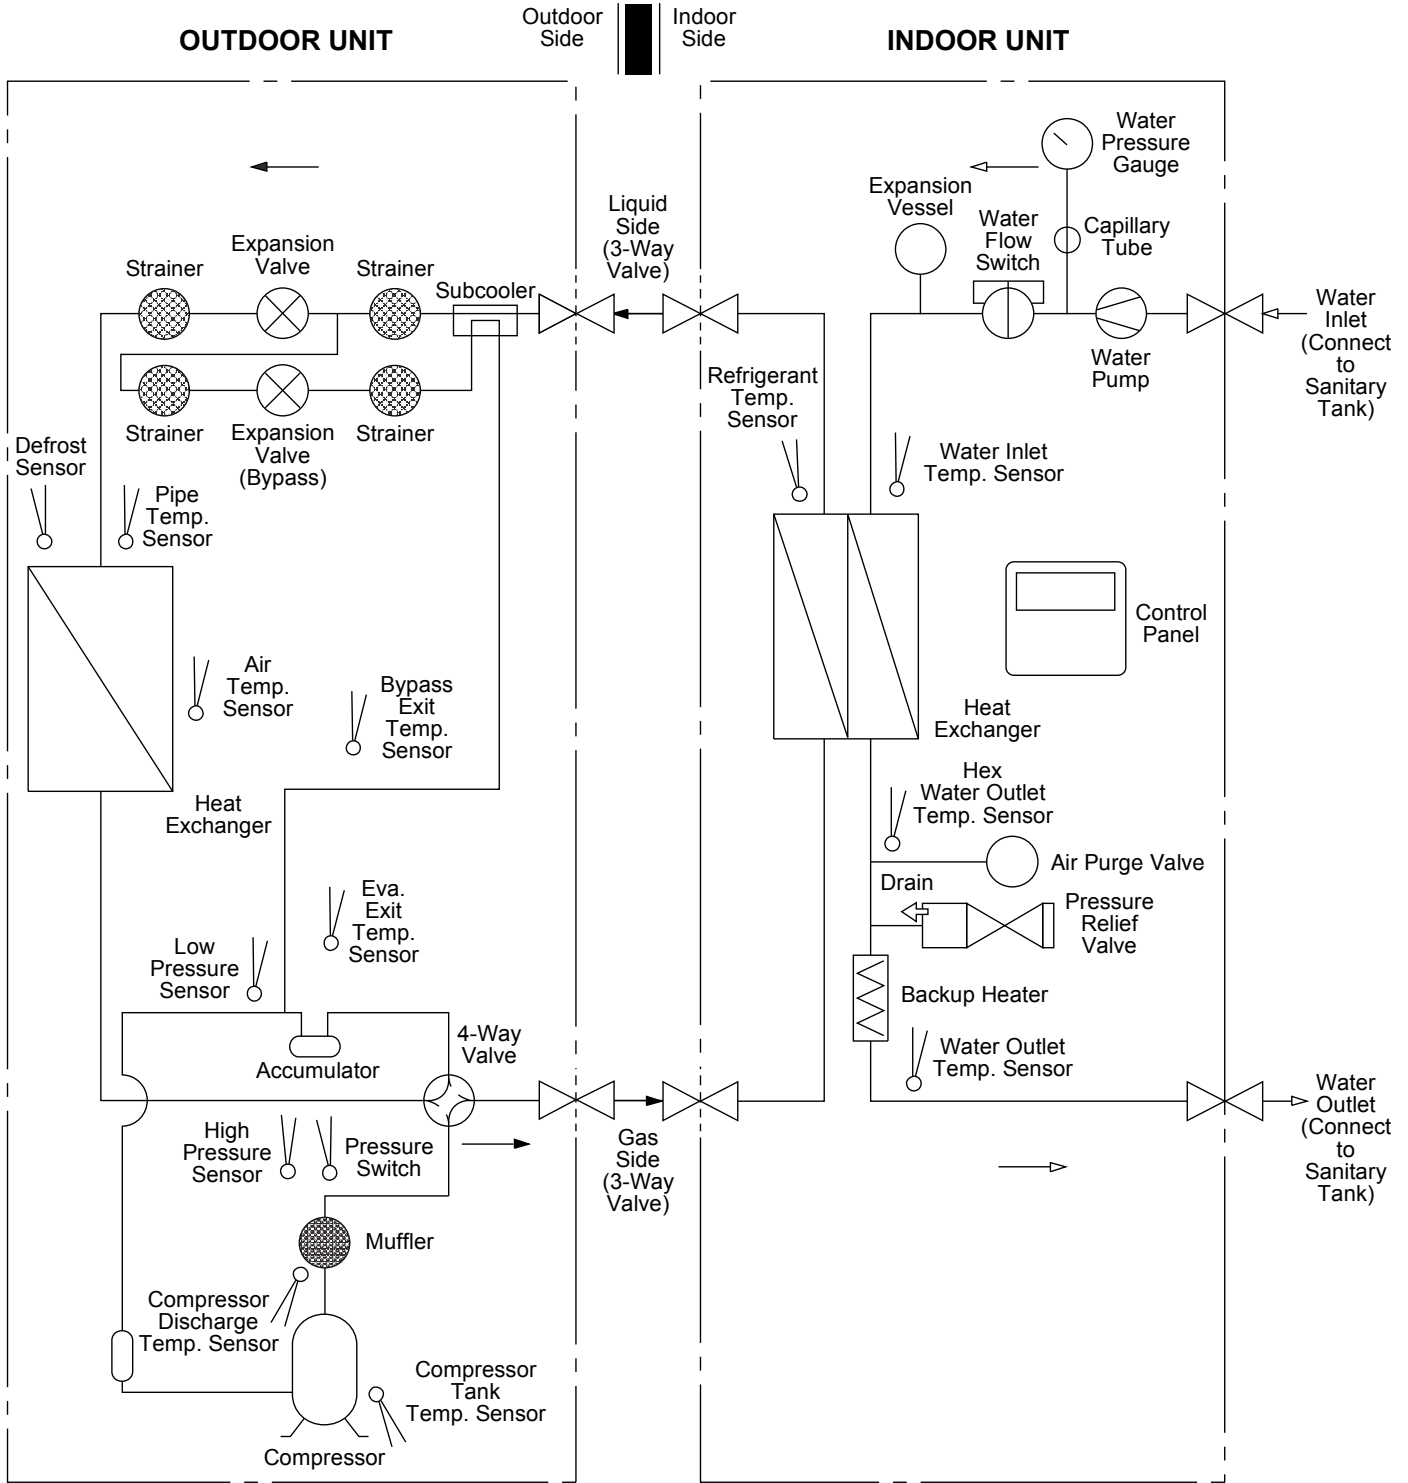 Outdoor
Side
Indoor
Side
OUTDOOR UNIT
INDOOR UNIT
Water
Pressure
Gauge
Expansion
Vessel
Water
Flow
Switch
Capillary
Tube
Liquid
Side
(3-Way
Valve)
Strainer
Expansion
Valve
Strainer
Subcooler
Water
Inlet
(Connect
to
Sanitary
Tank)
Water
Pump
Refrigerant
Temp.
Sensor
Strainer
Expansion
Valve
(Bypass)
Strainer
Defrost
Sensor
Pipe
Temp.
Sensor
Water Inlet
Temp. Sensor
Control
Panel
Air
Temp.
Sensor
Bypass
Exit
Temp.
Sensor
Heat
Exchanger
Heat
Exchanger
Hex
Water Outlet
Temp. Sensor
Air Purge Valve
Drain
Pressure
Relief
Valve
Eva.
Exit
Temp.
Sensor
Low
Pressure
Sensor
Backup Heater
4-Way
Valve
Accumulator
Water Outlet
Temp. Sensor
Water
Outlet
(Connect
to
Sanitary
Tank)
High
Pressure
Sensor
Pressure
Switch
Gas
Side
(3-Way
Valve)
Muffler
Compressor
Discharge
Temp. Sensor
Compressor
Tank
Temp. Sensor
Compressor